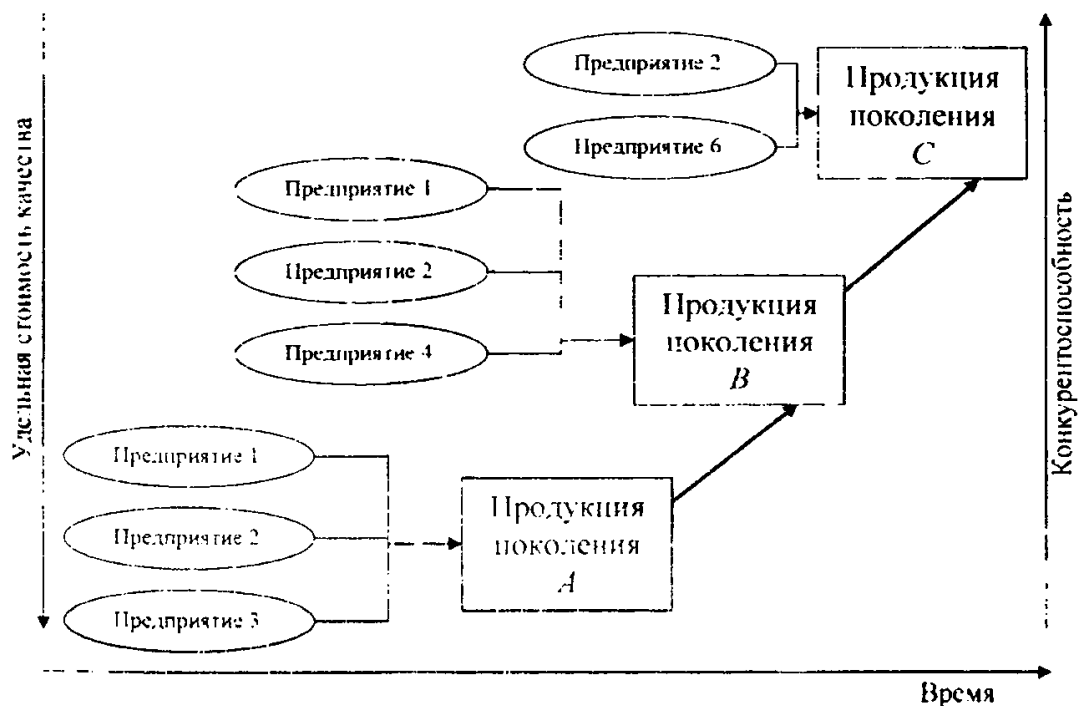 Предприятие 2
Предприятие 6
Продукция
поколения
C
Предприятие 1
Предприятие 2
Предприятие 4
Продукция
поколения
B
Предприятие 1
Предприятие 2
Предприятие 3
Продукция
поколения
A
Удельная стоимость качества
Конкурентоспособность
Время